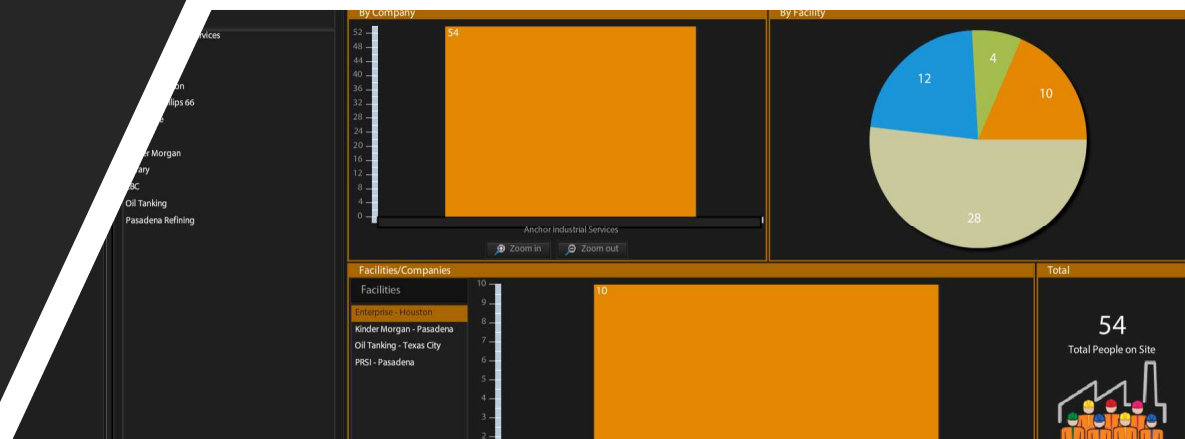 By Company
By Facility
Oil Tanking
Pasadena Refining
Morgan
66
52
48
44
40
36
32
28
24
20
16
12
8
4
0
54
Anchor Industrial Services
Zoom in
Zoom out
4
12
10
28
Facilities/Companies
Total
Facilities
Enterprise - Houston
Kinder Morgan - Pasadena
Oil Tanking - Texas City
PRSI - Pasadena
10
9
8
7
6
5
4
3
2
10
54
Total People on Site